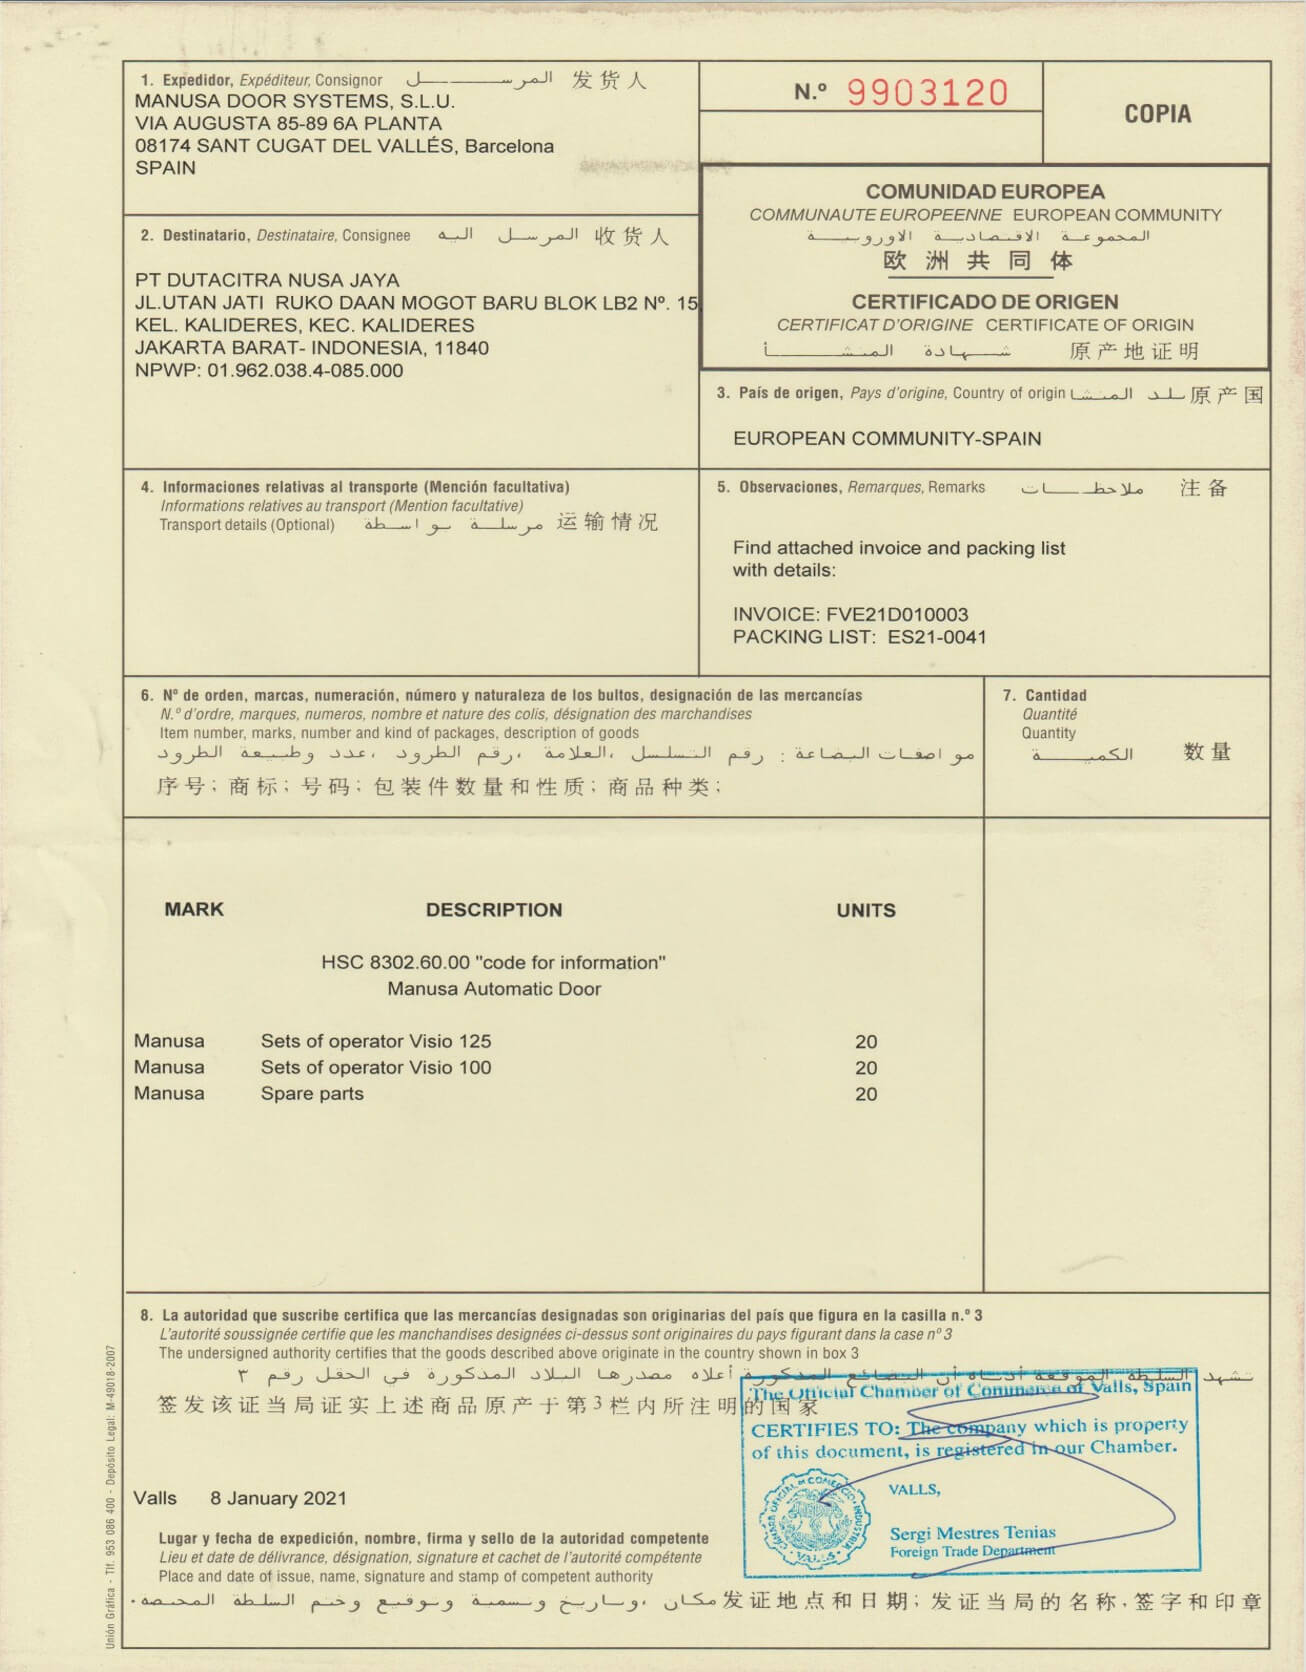 1. Expedidor, Expéditeur, Consignor المرسل 发货人
MANUSA DOOR SYSTEMS, S.L.U.
VIA AUGUSTA 85-89 6A PLANTA
08174 SANT CUGAT DEL VALLÉS, Barcelona
SPAIN
N.º 9903120
COPIA
COMUNIDAD EUROPEA
COMMUNAUTE EUROPEENNE EUROPEAN COMMUNITY
المجموعة الاقتصادية الاوروبية
欧洲共同体
CERTIFICADO DE ORIGEN
CERTIFICAT D'ORIGINE CERTIFICATE OF ORIGIN
شهادة المنشأ 原产地证明
2. Destinatario, Destinataire, Consignee المرسل اليه 收货人
PT DUTACITRA NUSA JAYA
JL.UTAN JATI RUKO DAAN MOGOT BARU BLOK LB2 Nº. 15,
KEL. KALIDERES, KEC. KALIDERES
JAKARTA BARAT- INDONESIA, 11840
NPWP: 01.962.038.4-085.000
3. País de origen, Pays d'origine, Country of origin بلد المنشا 原产国
EUROPEAN COMMUNITY-SPAIN
4. Informaciones relativas al transporte (Mención facultativa)
Informations relatives au transport (Mention facultative)
Transport details (Optional) مرسلة بواسطة 运输情况
5. Observaciones, Remarques, Remarks ملاحظات 注备
Find attached invoice and packing list
with details:
INVOICE: FVE21D010003
PACKING LIST: ES21-0041
6. Nº de orden, marcas, numeración, número y naturaleza de los bultos, designación de las mercancías
N.º d'ordre, marques, numeros, nombre et nature des colis, désignation des marchandises
Item number, marks, number and kind of packages, description of goods
مواصفات البضاعة : رقم التسلسل ،العلامة ،رقم الطرود ،عدد وطبيعة الطرود
序号；商标；号码；包装件数量和性质；商品种类；
7. Cantidad
Quantité
Quantity
الكمية 数量
MARK DESCRIPTION UNITS
HSC 8302.60.00 "code for information"
Manusa Automatic Door
Manusa Sets of operator Visio 125 20
Manusa Sets of operator Visio 100 20
Manusa Spare parts 20
8. La autoridad que suscribe certifica que las mercancías designadas son originarias del país que figura en la casilla n.º 3
L'autorité soussignée certifie que les manchandises designées ci-dessus sont originaires du pays figurant dans la case nº 3
The undersigned authority certifies that the goods described above originate in the country shown in box 3
تشهد السلطة الموقعة أدناه أن البضائع المذكورة أعلاه مصدرها البلاد المذكورة في الحقل رقم ٣
签发该证当局证实上述商品原产于第3栏内所注明的国家
The Official Chamber of Commerce of Valls, Spain
CERTIFIES TO: The company which is property
of this document, is registered in our Chamber.
VALLS,
Sergi Mestres Tenias
Foreign Trade Department
CÁMARA OFICIAL DE COMERCIO INDUSTRIA
· VALLS ·
Valls 8 January 2021
Lugar y fecha de expedición, nombre, firma y sello de la autoridad competente
Lieu et date de délivrance, désignation, signature et cachet de l'autorité compétente
Place and date of issue, name, signature and stamp of competent authority
مكان ،وتاريخ وتسمية وتوقيع وختم السلطة المختصة. 发证地点和日期；发证当局的名称，签字和印章
Unión Gráfica - Tlf. 953 086 400 - Depósito Legal: M-49018-2007